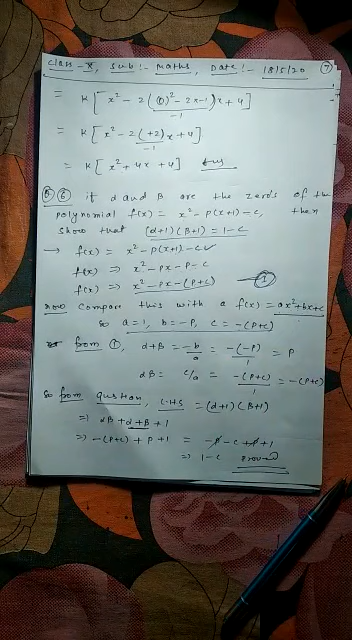 class - X, Sub:- Maths, Date:- 18/5/20 (7)
= K[x² - 2((0)² - 2x-1)x + 4]
-1
= K[x² - 2(+2)x + 4]
-1
= K[x² + 4x + 4] Ans
Q 6 if α and β are the zero's of the
polynomial f(x) = x² - p(x+1) - c, then
show that (α+1)(β+1) = 1-c
→ f(x) = x² - p(x+1) - c ✓
f(x) ⇒ x² - px - p - c
f(x) ⇒ x² - px - (p+c) — ①
now compare this with a f(x) = ax²+bx+c
so a=1, b=-p, c = -(p+c)
from ①, α+β = -b/a = -(-p)/1 = p
αβ = c/a = -(p+c)/1 = -(p+c)
So from qustion, L.H.S = (α+1)(β+1)
=) αβ + α+β + 1
=) -(p+c) + p + 1 = -p - c + p + 1
=) 1-c Proved